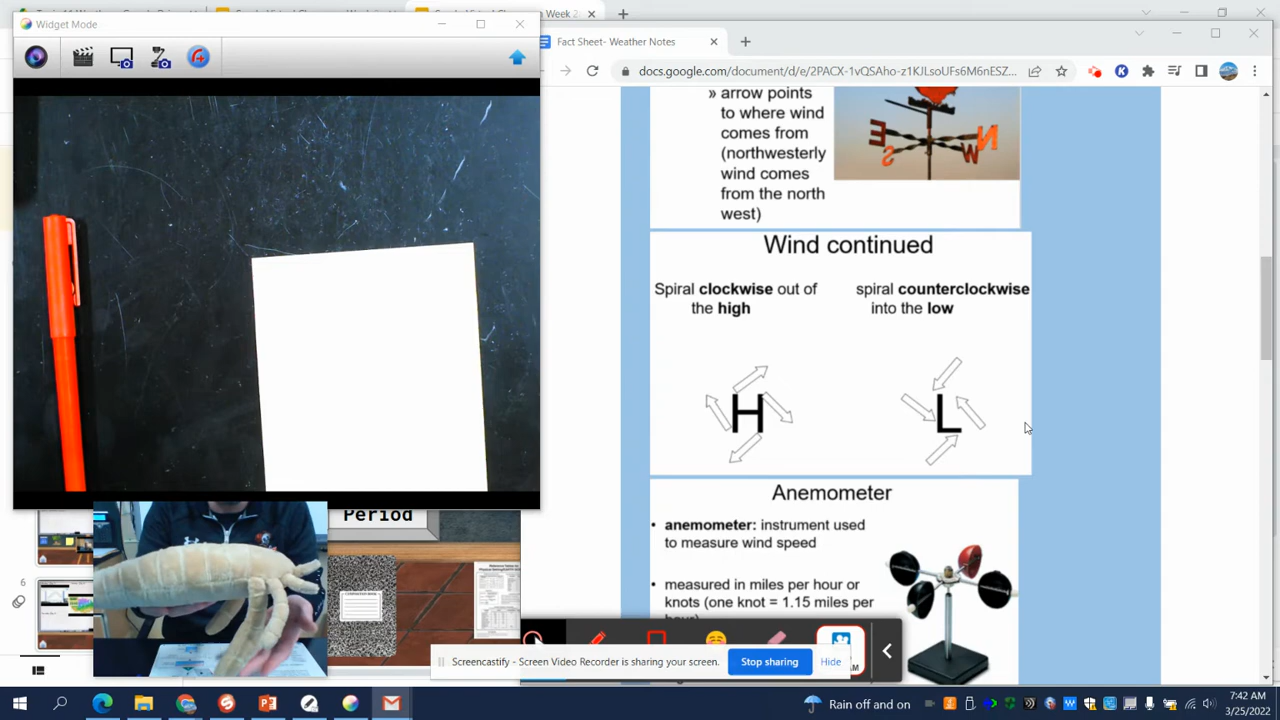 Week 2
Widget Mode
Fact Sheet- Weather Notes
docs.google.com/document/d/e/2PACX-1vQSAho-z1KJLsoUFs6M6nESZ...
» arrow points
to where wind
comes from
(northwesterly
wind comes
from the north
west)
E
N
S
W
Wind continued
Spiral clockwise out of
the high
spiral counterclockwise
into the low
H
L
Anemometer
• anemometer: instrument used
to measure wind speed
• measured in miles per hour or
knots (one knot = 1.15 miles per
Period
6
Screencastify - Screen Video Recorder is sharing your screen.
Stop sharing
Hide
Rain off and on
7:42 AM
3/25/2022